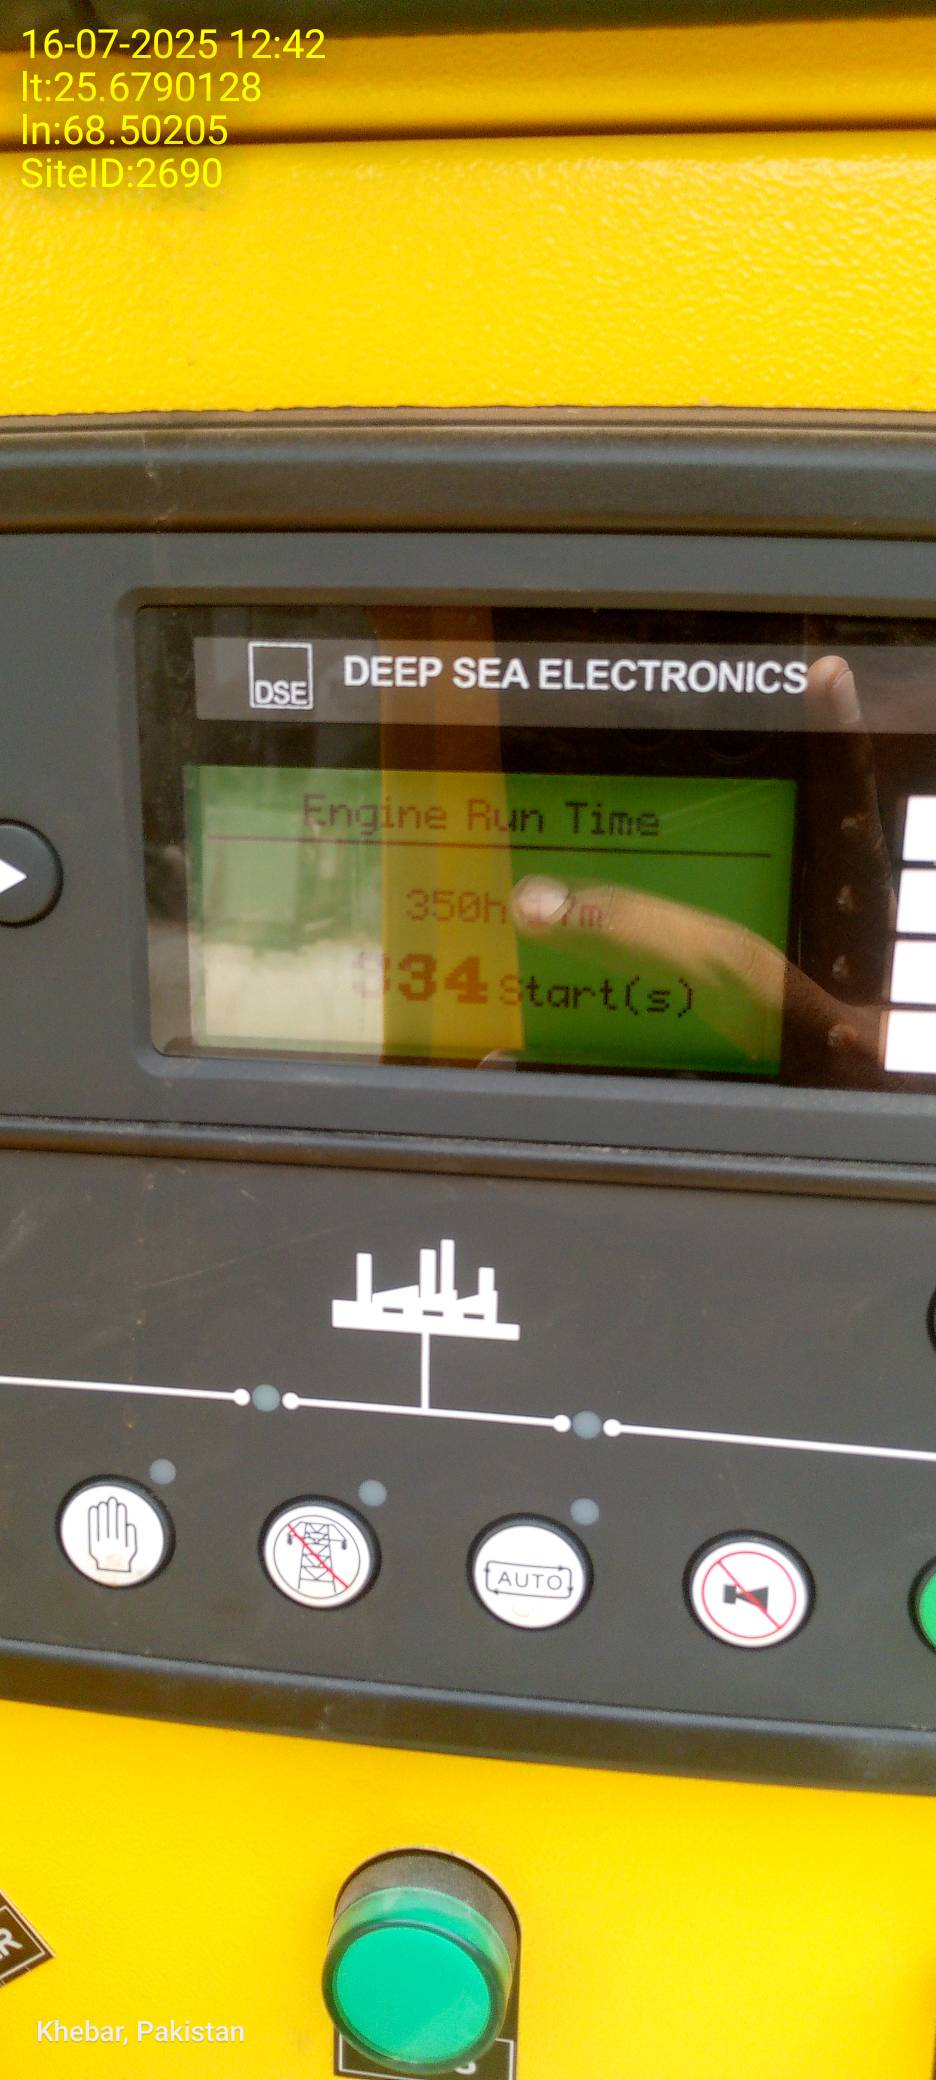 16-07-2025 12:42
lt:25.6790128
ln:68.50205
SiteID:2690
DSE
DEEP SEA ELECTRONICS
Engine Run Time
350h
Start(s)
AUTO
Khebar, Pakistan